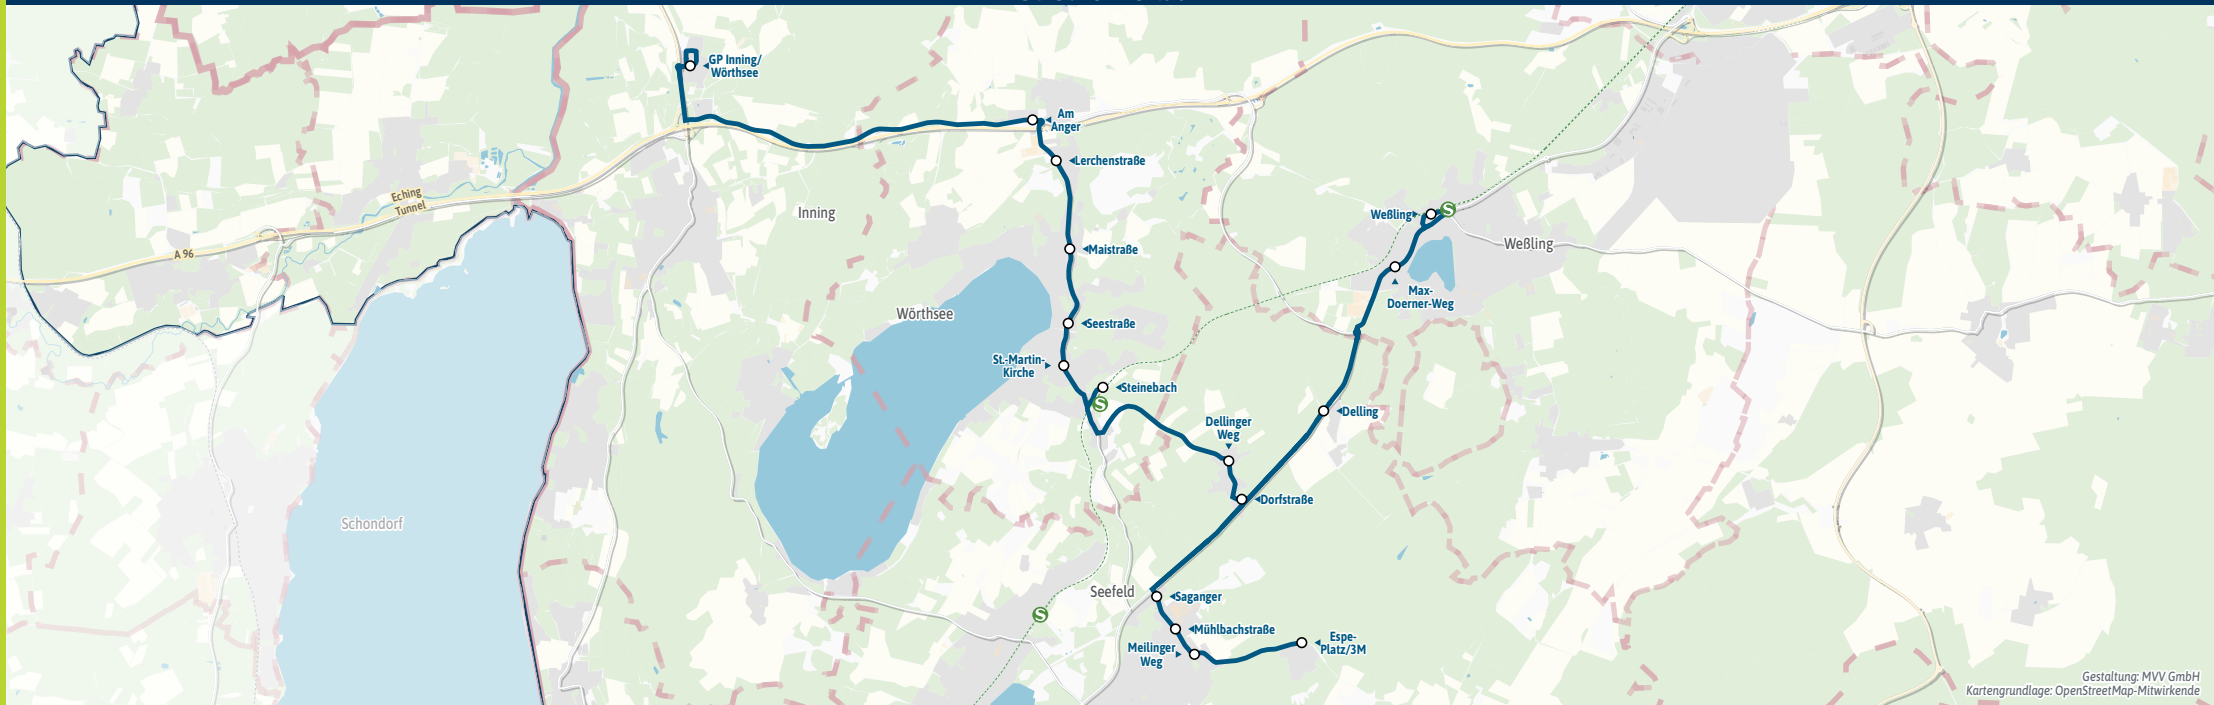 GP Inning/
Wörthsee
Am
Anger
Lerchenstraße
Eching
Tunnel
A 96
Inning
Maistraße
Weßling
S
Weßling
Max-
Doerner-Weg
Wörthsee
Seestraße
St.-Martin-
Kirche
Steinebach
S
Dellinger
Weg
Delling
Dorfstraße
Schondorf
Seefeld
Saganger
S
Mühlbachstraße
Meilinger
Weg
Espe-
Platz/3M
Gestaltung: MVV GmbH
Kartengrundlage: OpenStreetMap-Mitwirkende